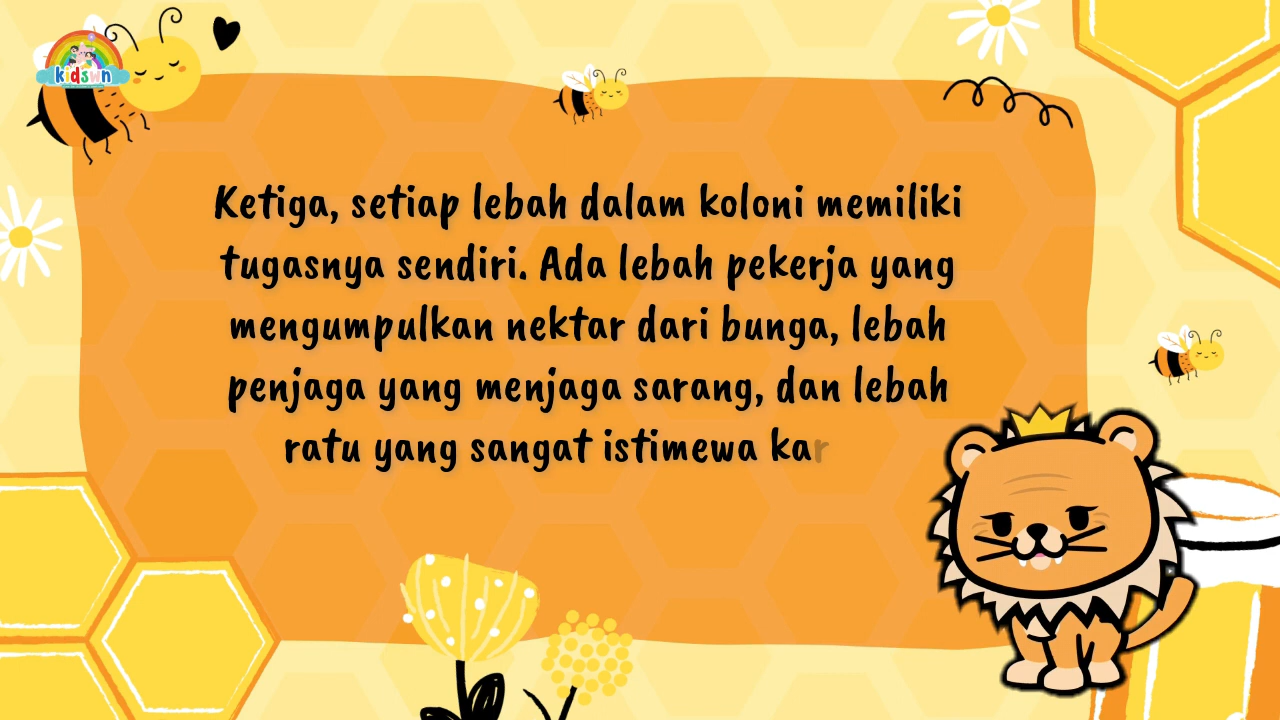 kidswn
Ketiga, setiap lebah dalam koloni memiliki
tugasnya sendiri. Ada lebah pekerja yang
mengumpulkan nektar dari bunga, lebah
penjaga yang menjaga sarang, dan lebah
ratu yang sangat istimewa kar